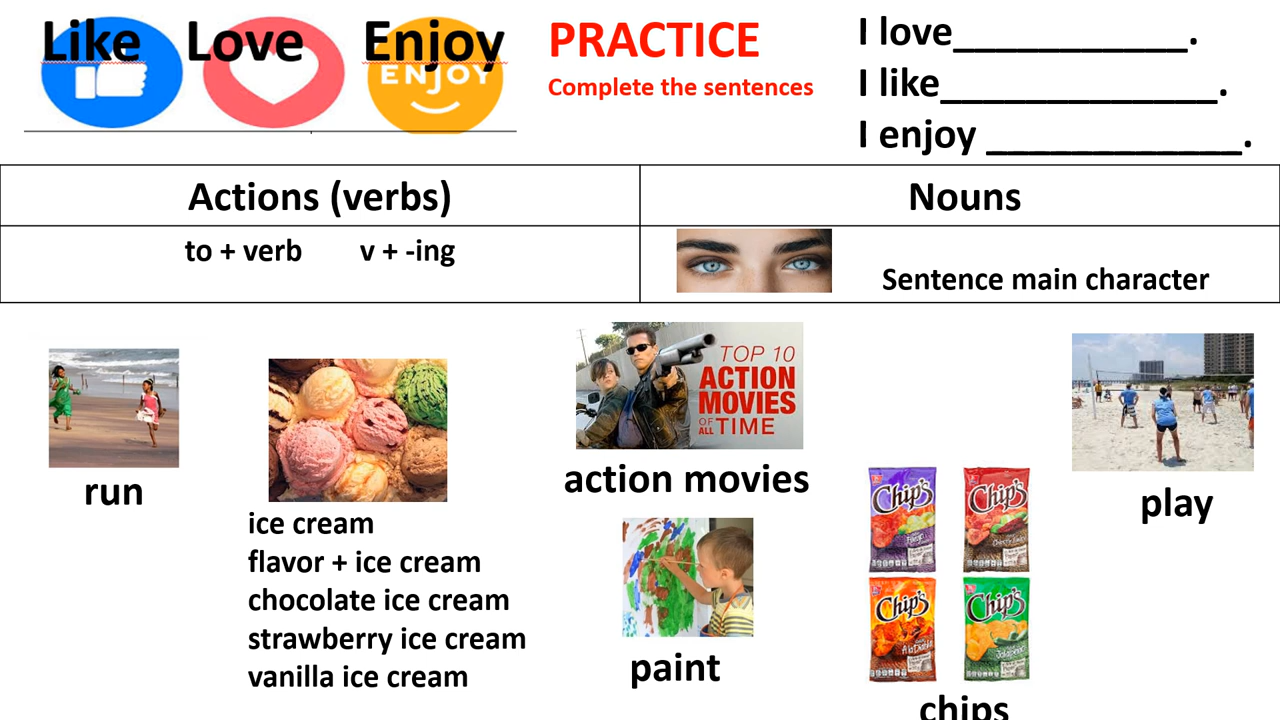 Like Love Enjoy
ENJOY
PRACTICE
Complete the sentences
I love___________.
I like_____________.
I enjoy ____________.
Actions (verbs)
Nouns
to + verb v + -ing
Sentence main character
run
ice cream
flavor + ice cream
chocolate ice cream
strawberry ice cream
vanilla ice cream
TOP 10
ACTION
MOVIES
OF ALL TIME
action movies
paint
Chip's
Fuego
Chip's
Chip's
Chip's
Jalapeño
chips
play